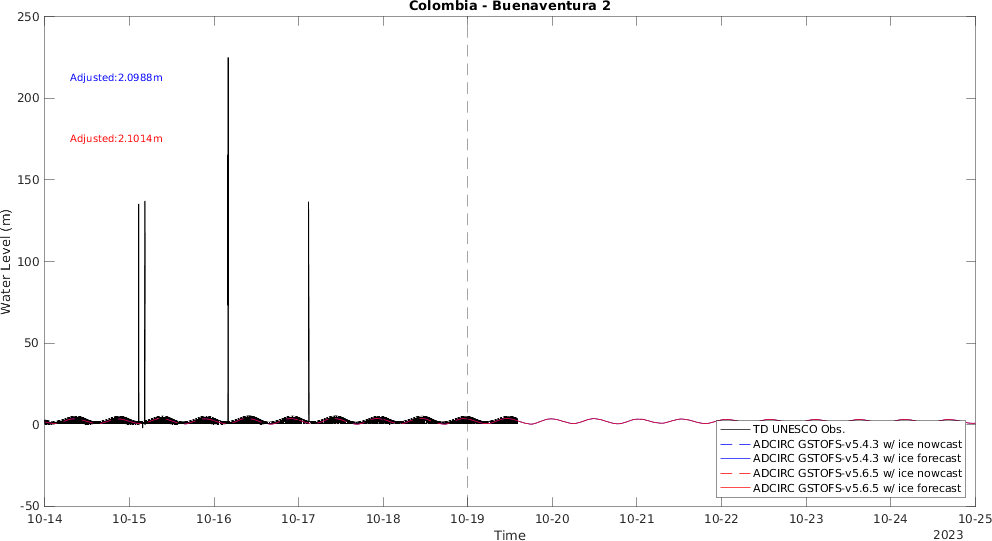 Colombia - Buenaventura 2
250
200
150
100
50
0
-50
Water Level (m)
Adjusted:2.0988m
Adjusted:2.1014m
TD UNESCO Obs.
ADCIRC GSTOFS-v5.4.3 w/ ice nowcast
ADCIRC GSTOFS-v5.4.3 w/ ice forecast
ADCIRC GSTOFS-v5.6.5 w/ ice nowcast
ADCIRC GSTOFS-v5.6.5 w/ ice forecast
10-14 10-15 10-16 10-17 10-18 10-19 10-20 10-21 10-22 10-23 10-24 10-25
Time
2023